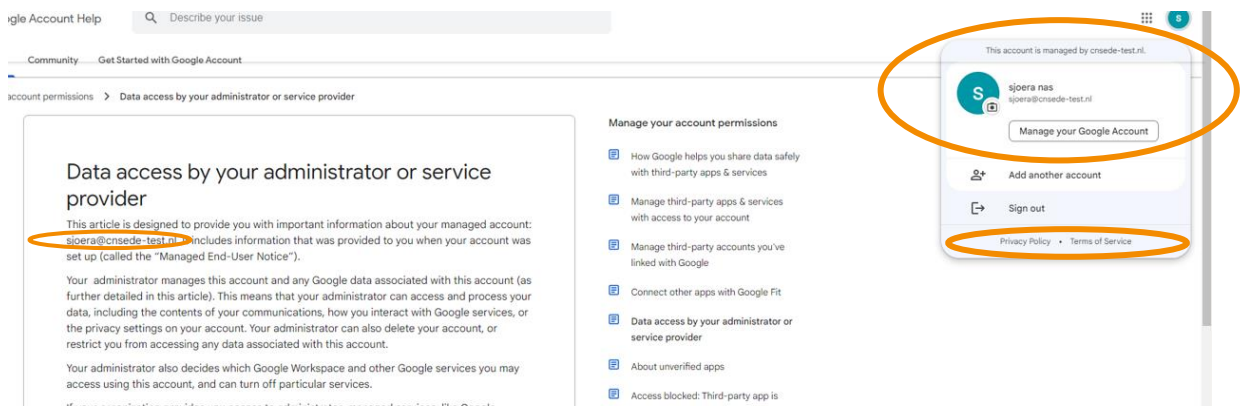 ogle Account Help
Describe your issue
S
Community Get Started with Google Account
account permissions > Data access by your administrator or service provider
Data access by your administrator or service
provider
This article is designed to provide you with important information about your managed account:
sjoera@cnsede-test.nl includes information that was provided to you when your account was
set up (called the “Managed End-User Notice”).
Your administrator manages this account and any Google data associated with this account (as
further detailed in this article). This means that your administrator can access and process your
data, including the contents of your communications, how you interact with Google services, or
the privacy settings on your account. Your administrator can also delete your account, or
restrict you from accessing any data associated with this account.
Your administrator also decides which Google Workspace and other Google services you may
access using this account, and can turn off particular services.
Manage your account permissions
How Google helps you share data safely
with third-party apps & services
Manage third-party apps & services
with access to your account
Manage third-party accounts you've
linked with Google
Connect other apps with Google Fit
Data access by your administrator or
service provider
About unverified apps
Access blocked: Third-party app is
This account is managed by cnsede-test.nl.
S
sjoera nas
sjoera@cnsede-test.nl
Manage your Google Account
Add another account
Sign out
Privacy Policy • Terms of Service